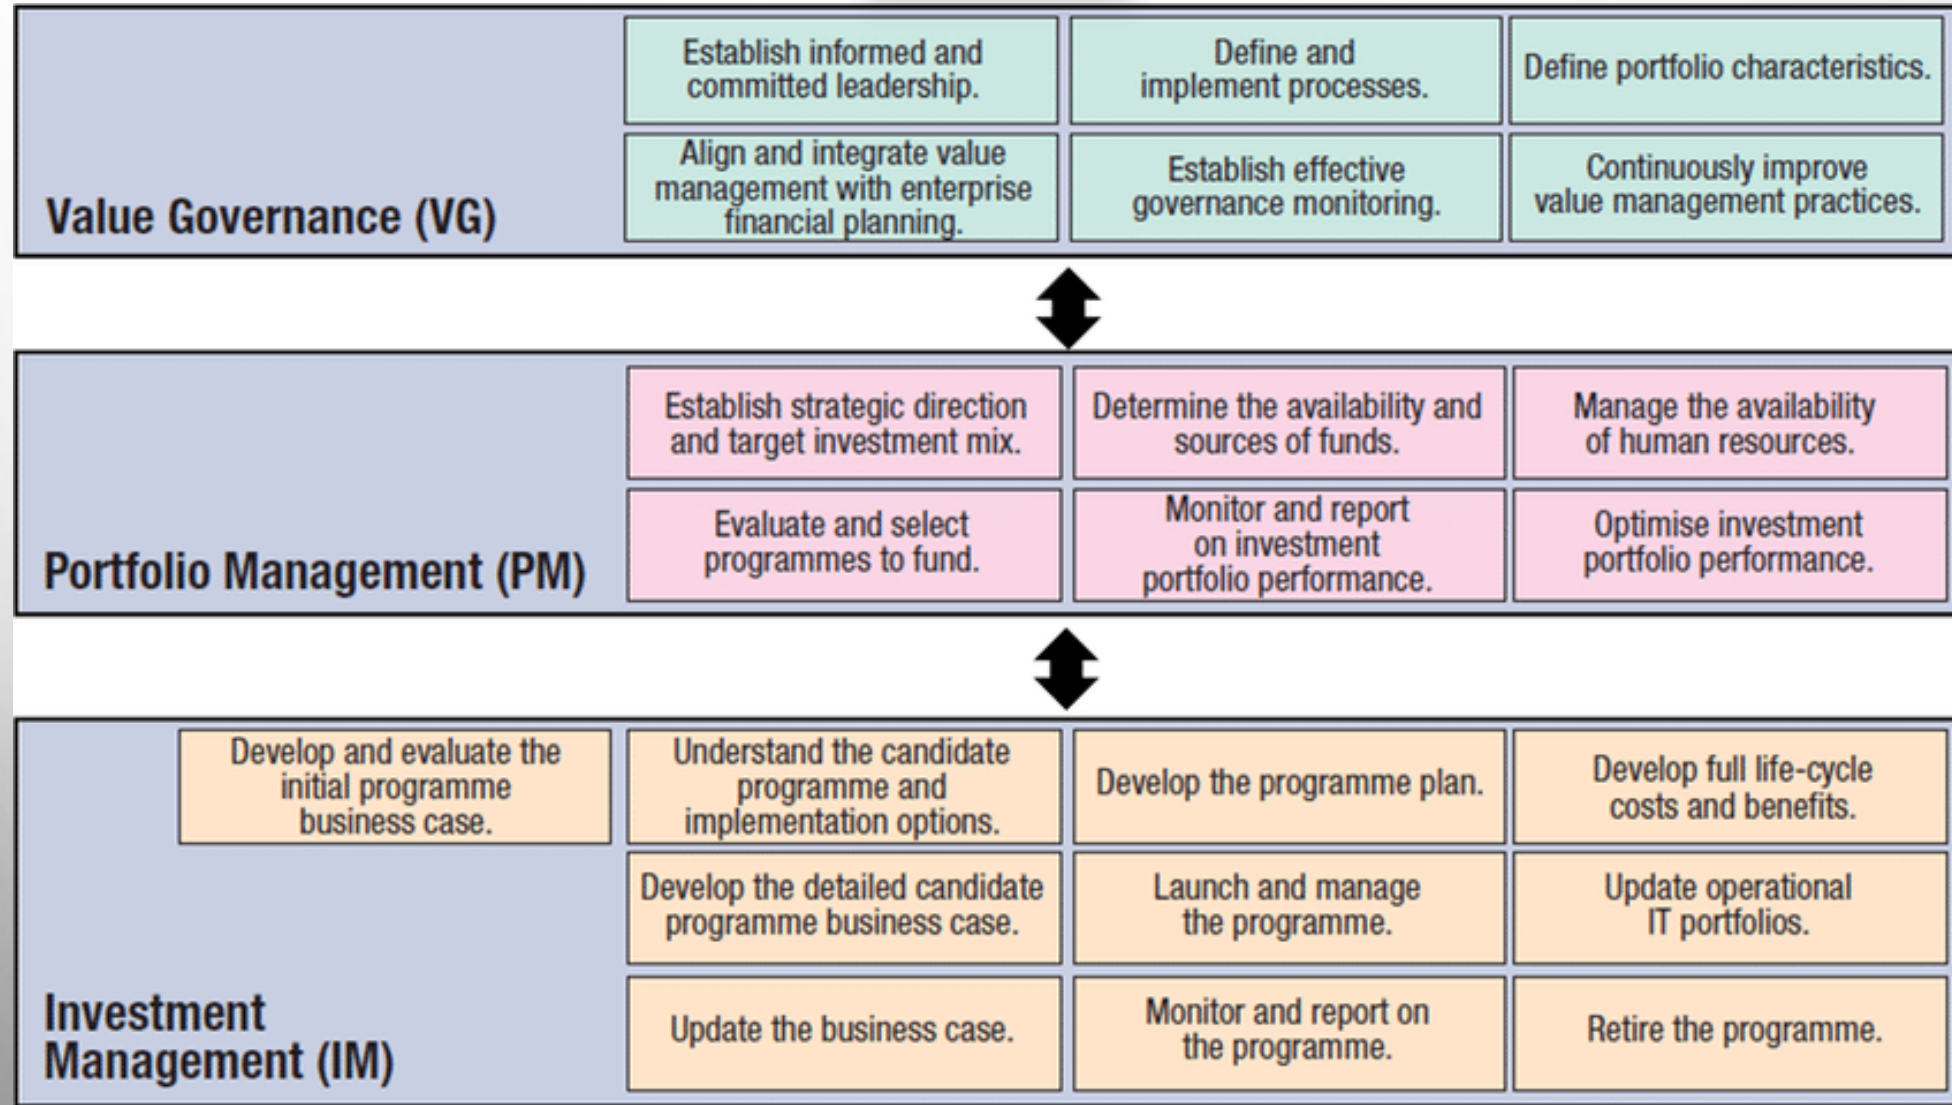 Value Governance (VG)
Establish informed and
committed leadership.
Define and
implement processes.
Define portfolio characteristics.
Align and integrate value
management with enterprise
financial planning.
Establish effective
governance monitoring.
Continuously improve
value management practices.
Portfolio Management (PM)
Establish strategic direction
and target investment mix.
Determine the availability and
sources of funds.
Manage the availability
of human resources.
Evaluate and select
programmes to fund.
Monitor and report
on investment
portfolio performance.
Optimise investment
portfolio performance.
Investment
Management (IM)
Develop and evaluate the
initial programme
business case.
Understand the candidate
programme and
implementation options.
Develop the programme plan.
Develop full life-cycle
costs and benefits.
Develop the detailed candidate
programme business case.
Launch and manage
the programme.
Update operational
IT portfolios.
Update the business case.
Monitor and report on
the programme.
Retire the programme.